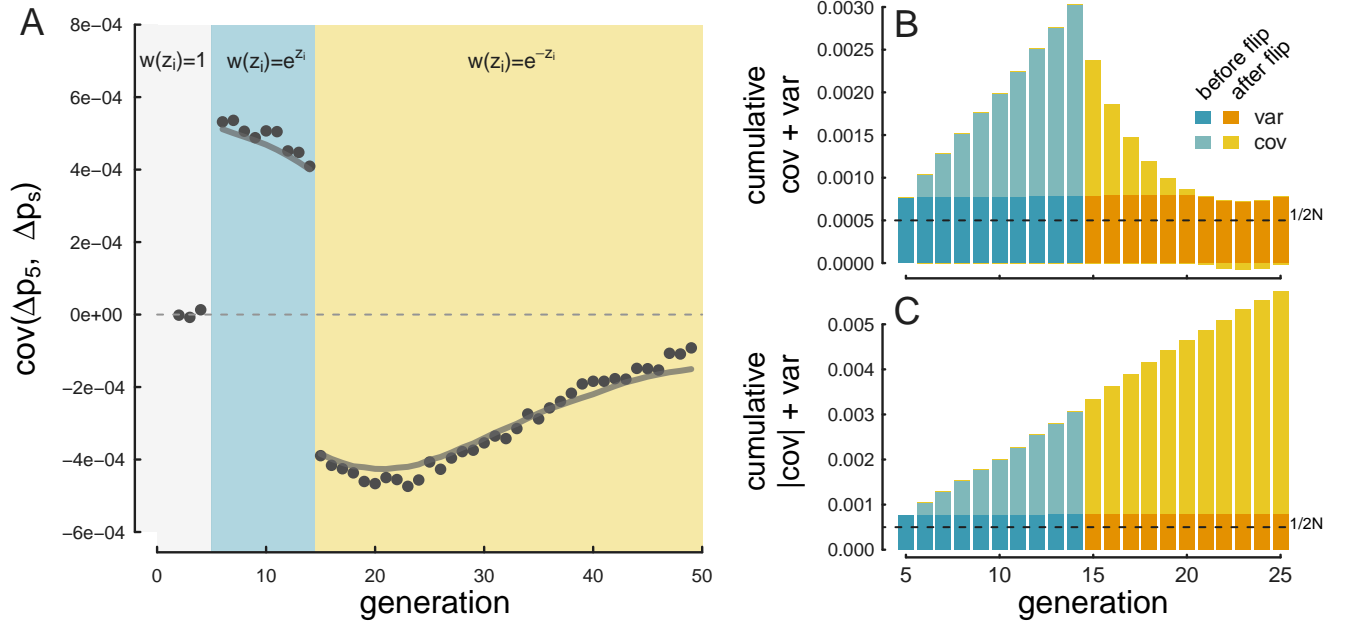 A
w(zᵢ)=1
w(zᵢ)=e^zᵢ
w(zᵢ)=e^−zᵢ
8e−04
6e−04
4e−04
2e−04
0e+00
−2e−04
−4e−04
−6e−04
cov(Δp₅, Δpₛ)
0 10 20 30 40 50
generation
B
before flip
after flip
var
cov
0.0030
0.0025
0.0020
0.0015
0.0010
0.0005
0.0000
cumulative
cov + var
1/2N
C
0.005
0.004
0.003
0.002
0.001
0.000
cumulative
|cov| + var
1/2N
5 10 15 20 25
generation